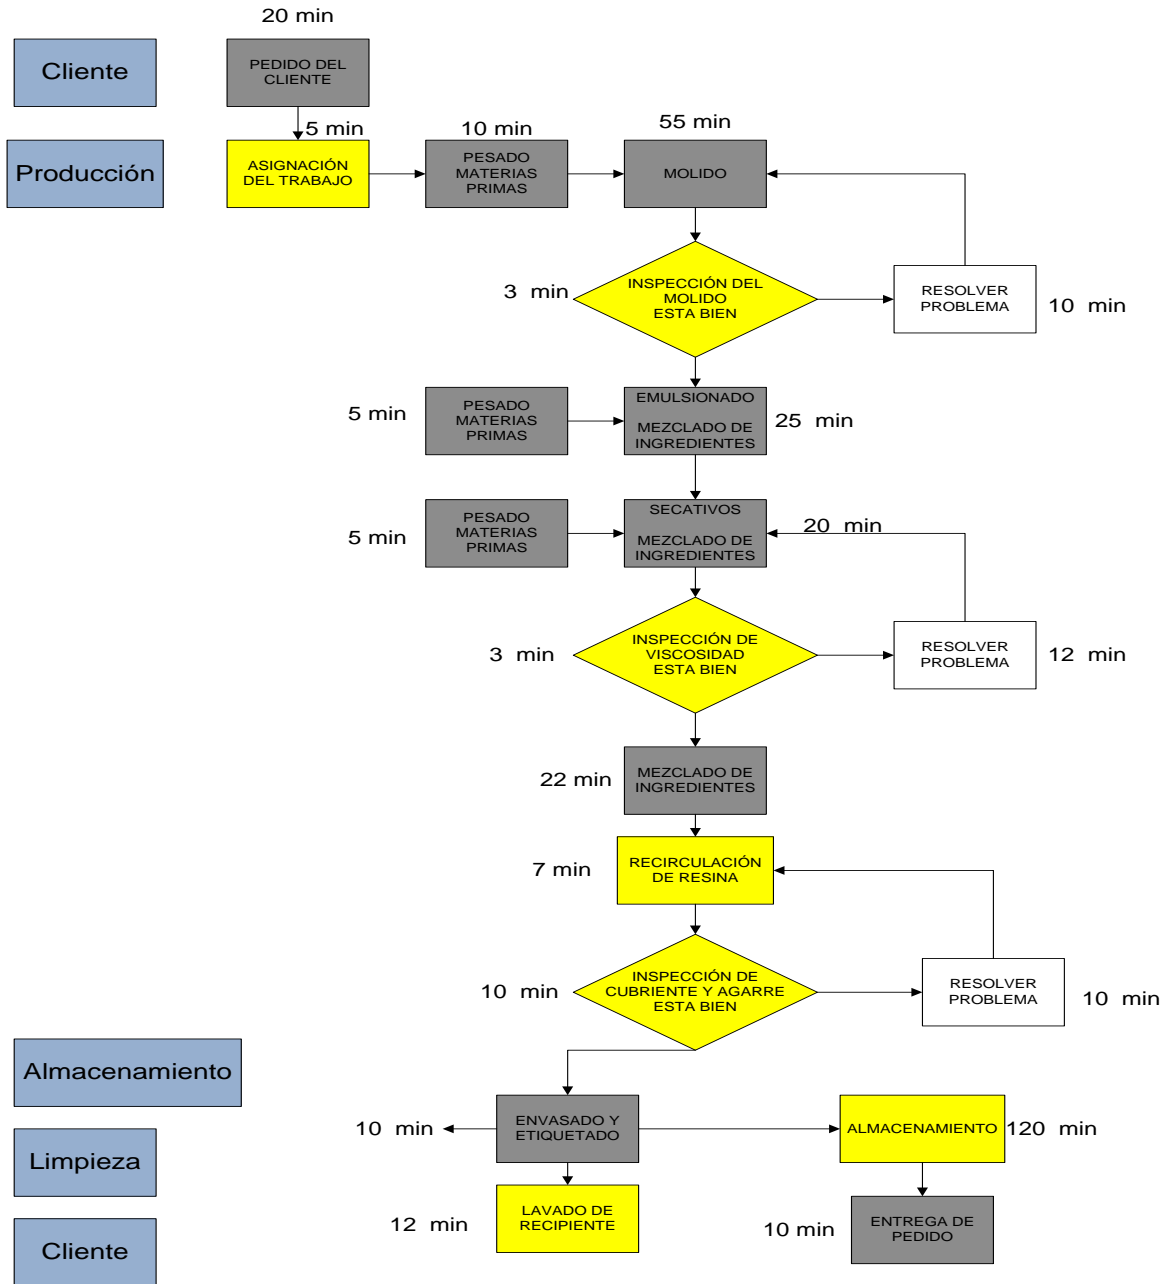 20 min
Cliente
PEDIDO DEL
CLIENTE
5 min
10 min
55 min
Producción
ASIGNACIÓN
DEL TRABAJO
PESADO
MATERIAS
PRIMAS
MOLIDO
3  min
INSPECCIÓN DEL
MOLIDO
ESTA BIEN
RESOLVER
PROBLEMA
10  min
5 min
PESADO
MATERIAS
PRIMAS
EMULSIONADO
MEZCLADO DE
INGREDIENTES
25  min
5 min
PESADO
MATERIAS
PRIMAS
SECATIVOS
MEZCLADO DE
INGREDIENTES
20  min
3  min
INSPECCIÓN DE
VISCOSIDAD
ESTA BIEN
RESOLVER
PROBLEMA
12  min
22 min
MEZCLADO DE
INGREDIENTES
7 min
RECIRCULACIÓN
DE RESINA
10  min
INSPECCIÓN DE
CUBRIENTE Y AGARRE
ESTA BIEN
RESOLVER
PROBLEMA
10  min
Almacenamiento
10  min
ENVASADO Y
ETIQUETADO
ALMACENAMIENTO
120  min
Limpieza
12  min
LAVADO DE
RECIPIENTE
10 min
ENTREGA DE
PEDIDO
Cliente